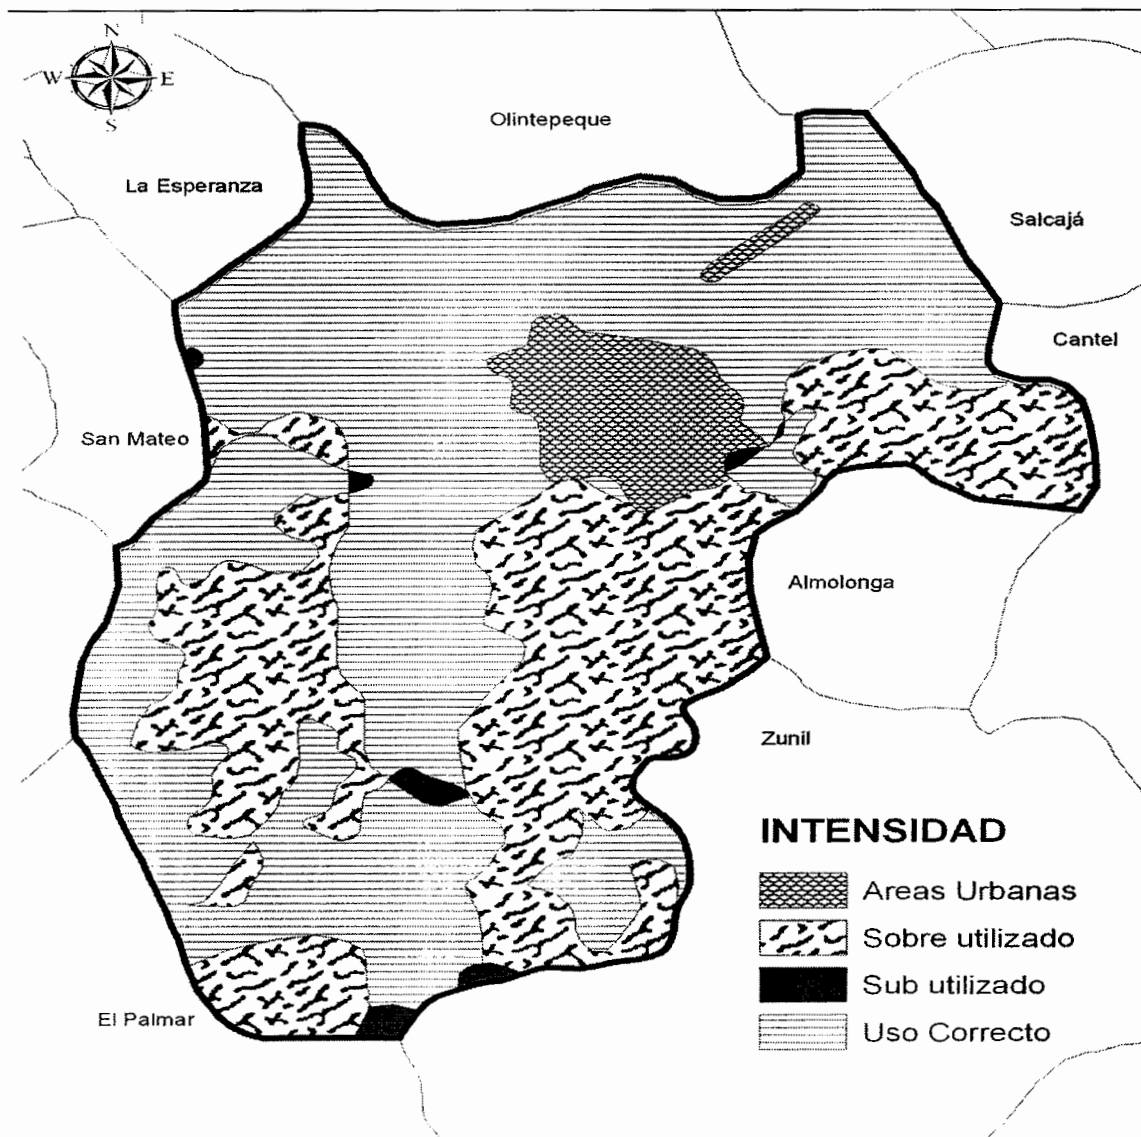 N
W E
S
Olintepeque
La Esperanza
Salcajá
Cantel
San Mateo
Almolonga
Zunil
INTENSIDAD
Areas Urbanas
Sobre utilizado
Sub utilizado
El Palmar
Uso Correcto